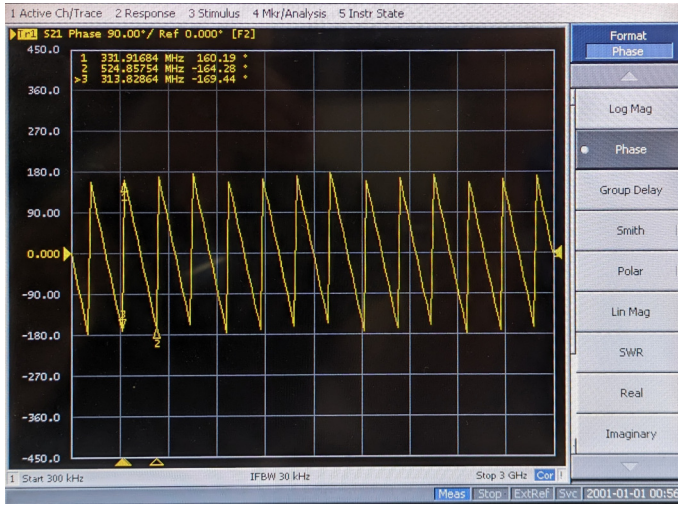 1 Active Ch/Trace 2 Response 3 Stimulus 4 Mkr/Analysis 5 Instr State
Tr1 S21 Phase 90.00°/ Ref 0.000° [F2]
450.0
1 331.91684 MHz 160.19 °
2 524.85754 MHz -164.28 °
>3 313.82864 MHz -169.44 °
360.0
270.0
180.0
90.00
0.000
-90.00
-180.0
-270.0
-360.0
-450.0
1
3
2
1 Start 300 kHz IFBW 30 kHz Stop 3 GHz Cor !
Format
Phase
Log Mag
Phase
Group Delay
Smith
Polar
Lin Mag
SWR
Real
Imaginary
Meas Stop ExtRef Svc 2001-01-01 00:56